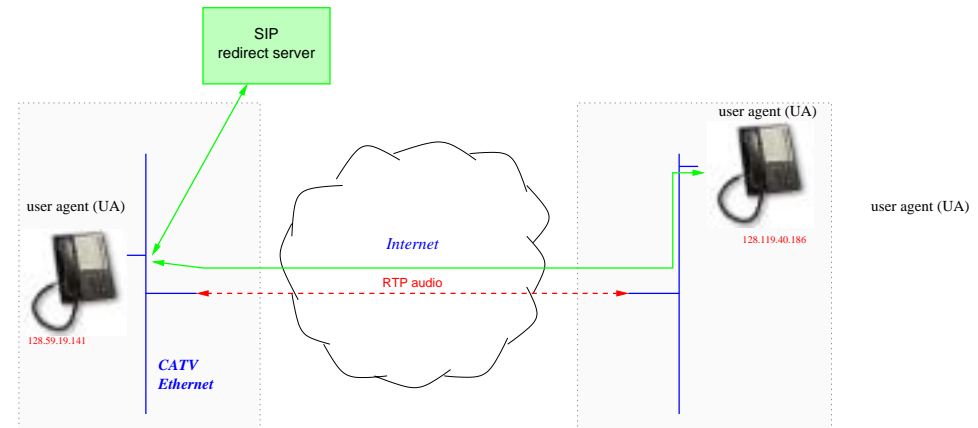 SIP
redirect server
user agent (UA)
user agent (UA)
user agent (UA)
Internet
128.119.40.186
RTP audio
128.59.19.141
CATV
Ethernet